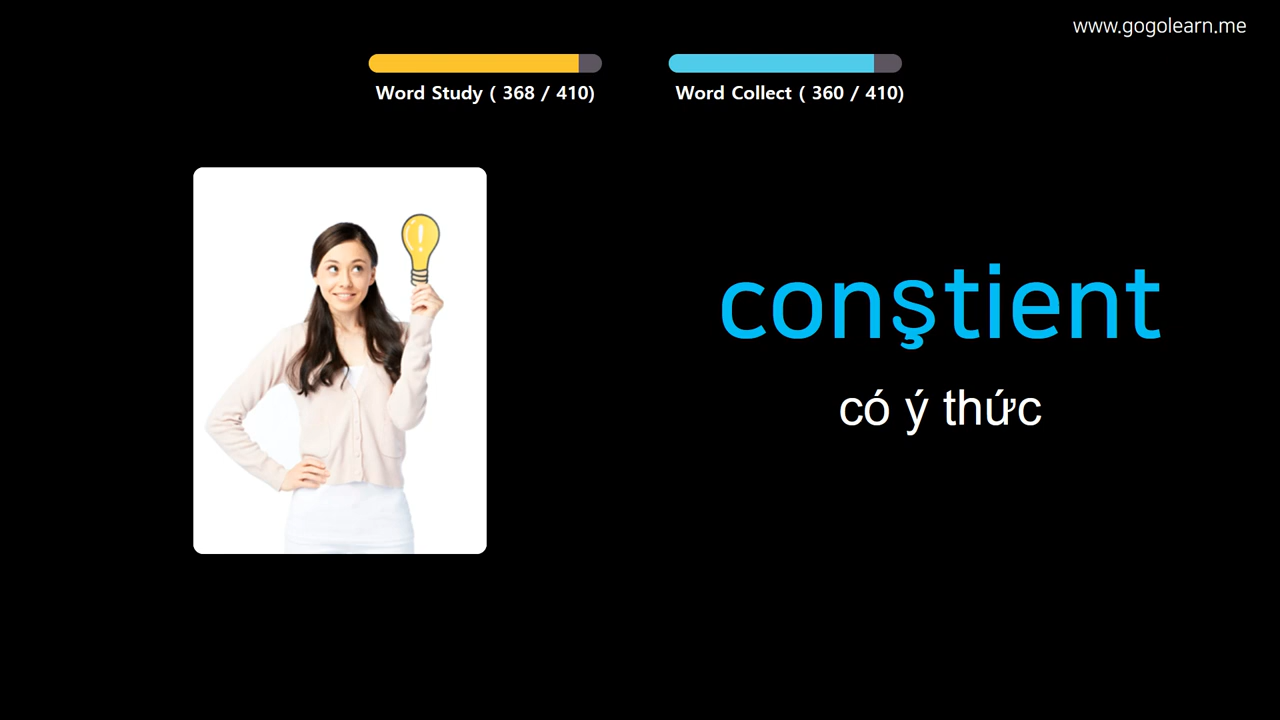 www.gogolearn.me
Word Study ( 368 / 410)
Word Collect ( 360 / 410)
conştient
có ý thức